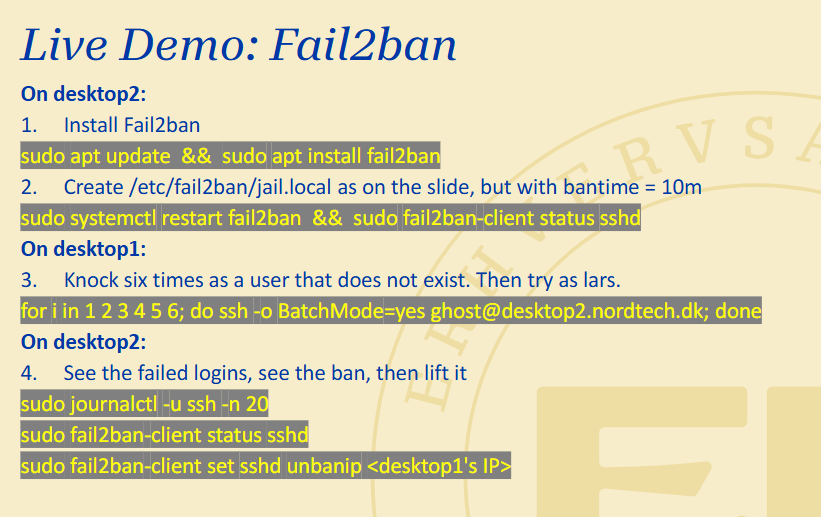 Live Demo: Fail2ban
On desktop2:
1. Install Fail2ban
sudo apt update && sudo apt install fail2ban
2. Create /etc/fail2ban/jail.local as on the slide, but with bantime = 10m
sudo systemctl restart fail2ban && sudo fail2ban-client status sshd
On desktop1:
3. Knock six times as a user that does not exist. Then try as lars.
for i in 1 2 3 4 5 6; do ssh -o BatchMode=yes ghost@desktop2.nordtech.dk; done
On desktop2:
4. See the failed logins, see the ban, then lift it
sudo journalctl -u ssh -n 20
sudo fail2ban-client status sshd
sudo fail2ban-client set sshd unbanip <desktop1's IP>
ERHVERVSA